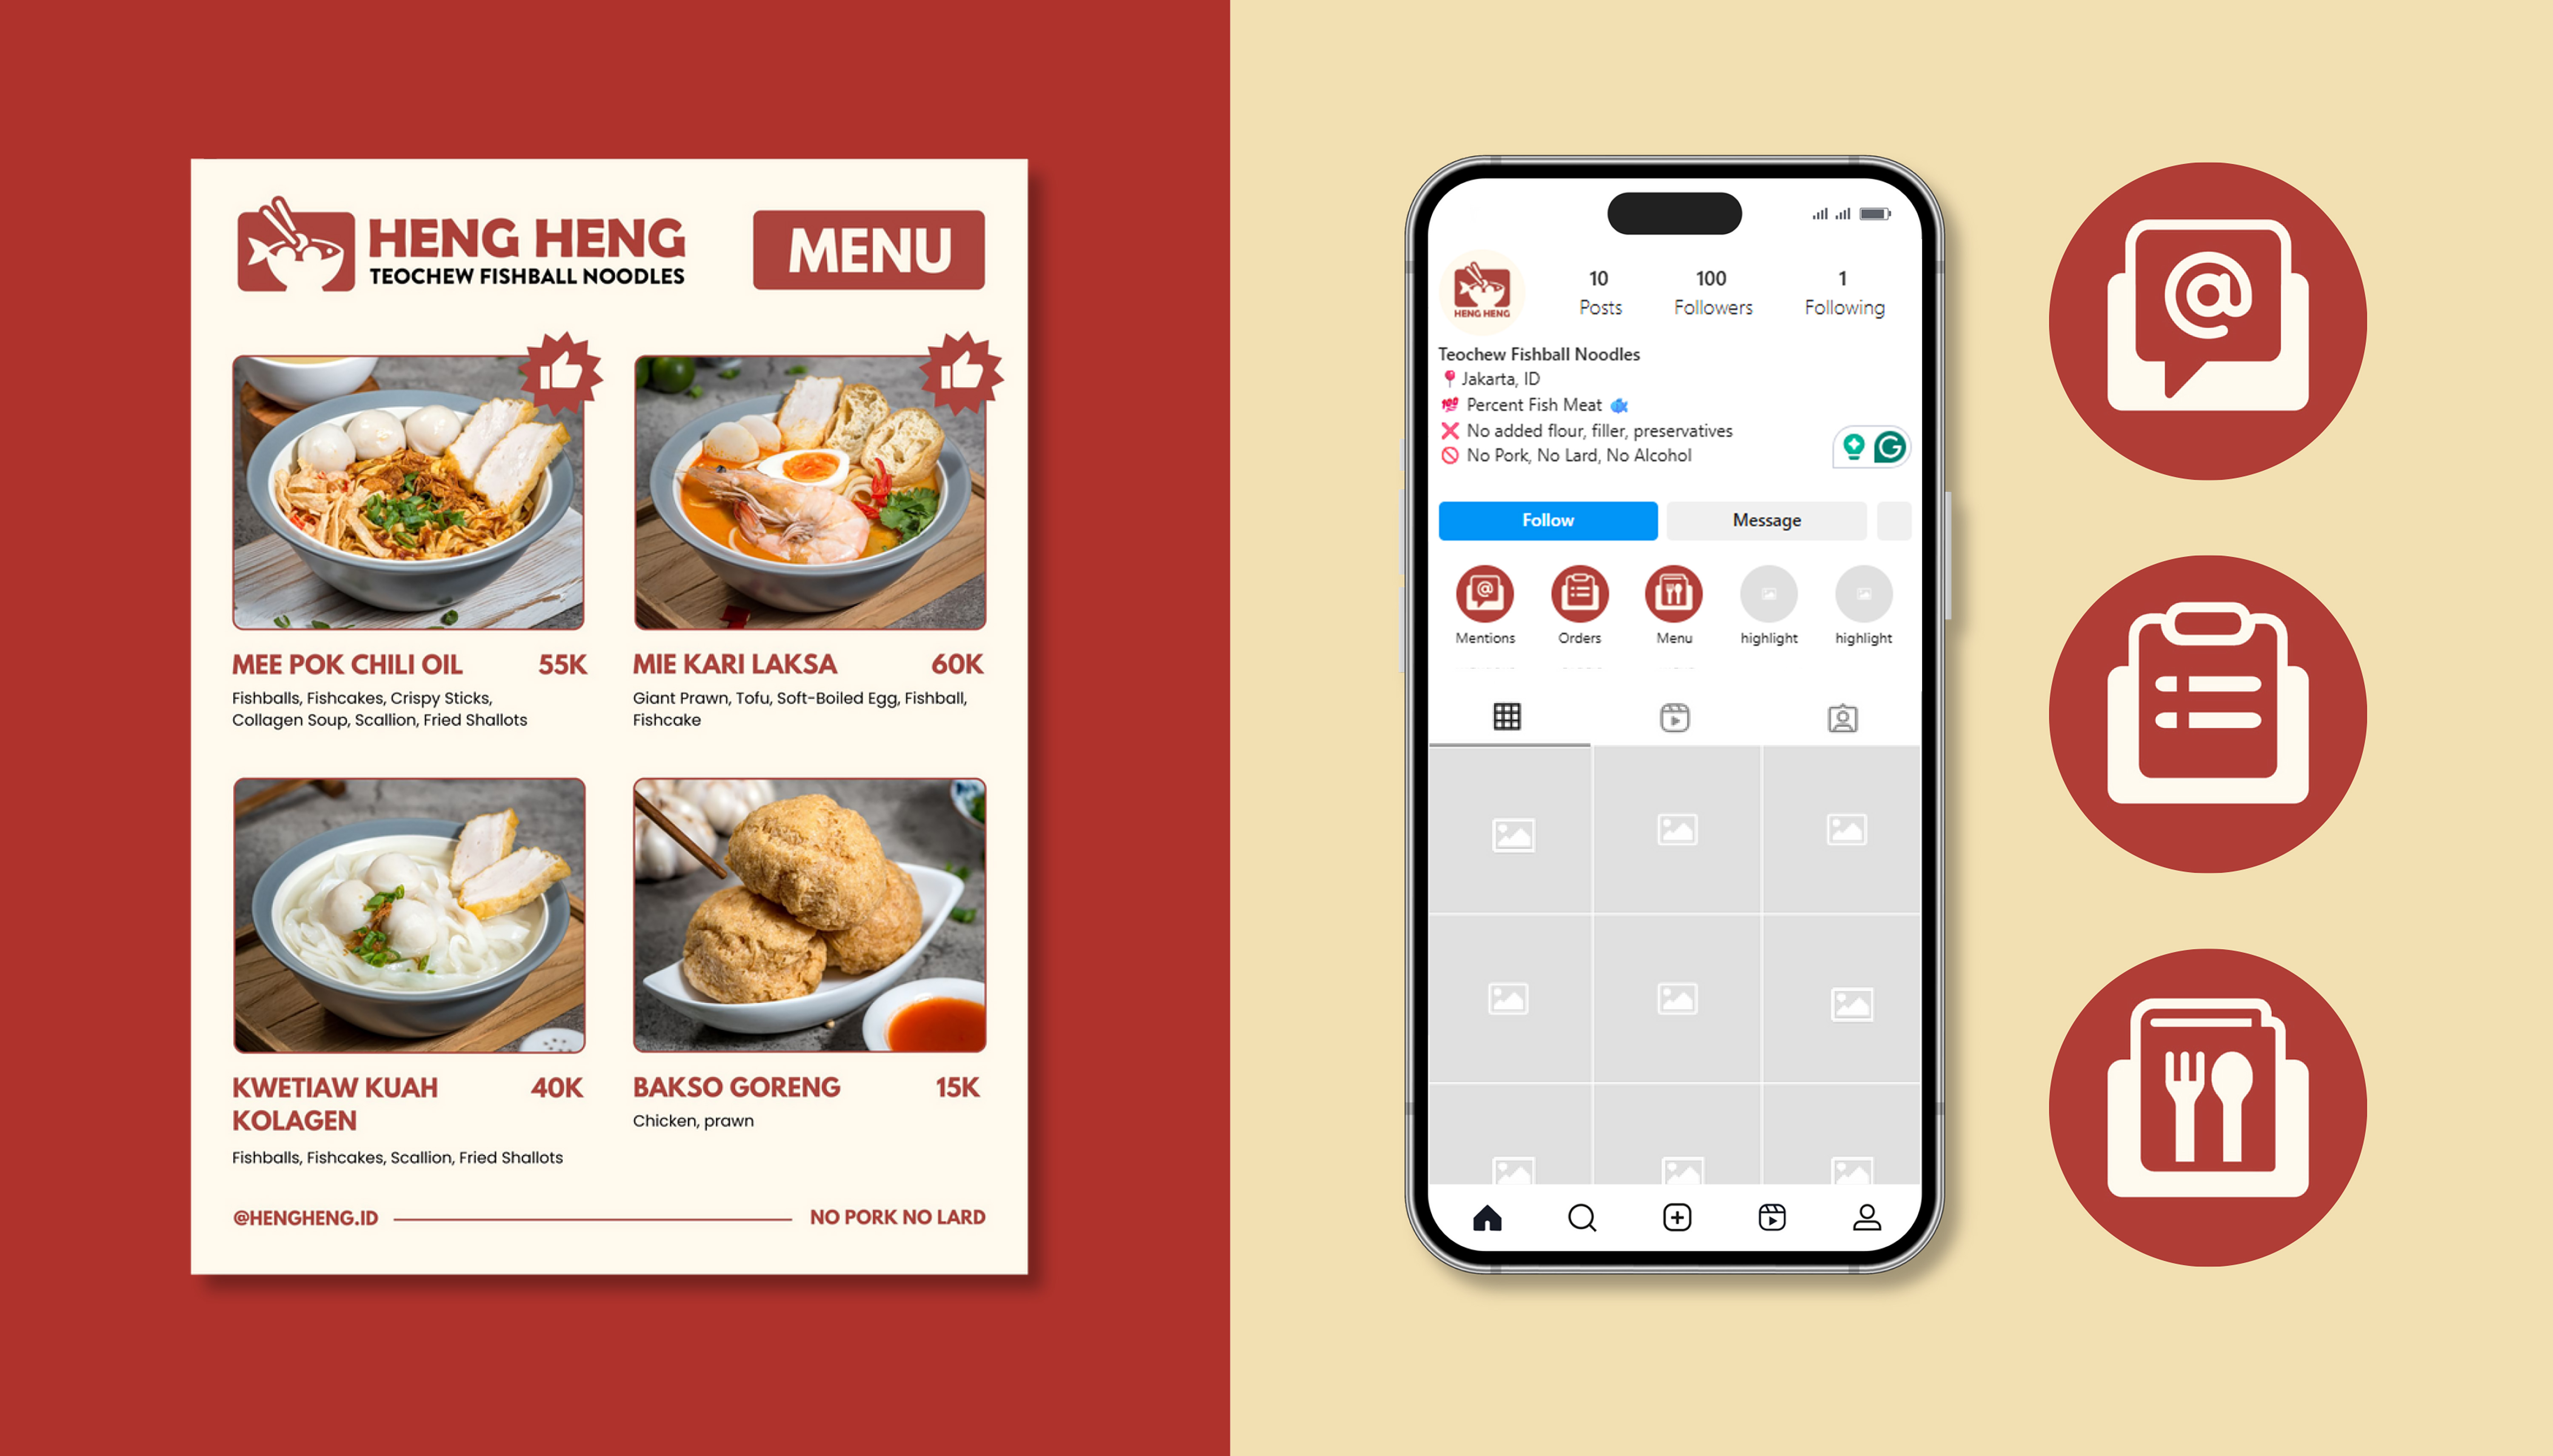 HENG HENG
TEOCHEW FISHBALL NOODLES
MENU
MEE POK CHILI OIL 55K
Fishballs, Fishcakes, Crispy Sticks,
Collagen Soup, Scallion, Fried Shallots
MIE KARI LAKSA 60K
Giant Prawn, Tofu, Soft-Boiled Egg, Fishball,
Fishcake
KWETIAW KUAH 40K
KOLAGEN
Fishballs, Fishcakes, Scallion, Fried Shallots
BAKSO GORENG 15K
Chicken, prawn
@HENGHENG.ID
NO PORK NO LARD
HENG HENG
10 100 1
Posts Followers Following
Teochew Fishball Noodles
📍 Jakarta, ID
💯 Percent Fish Meat 🐟
❌ No added flour, filler, preservatives
🚫 No Pork, No Lard, No Alcohol
G
Follow Message
@
Mentions Orders Menu highlight highlight
@